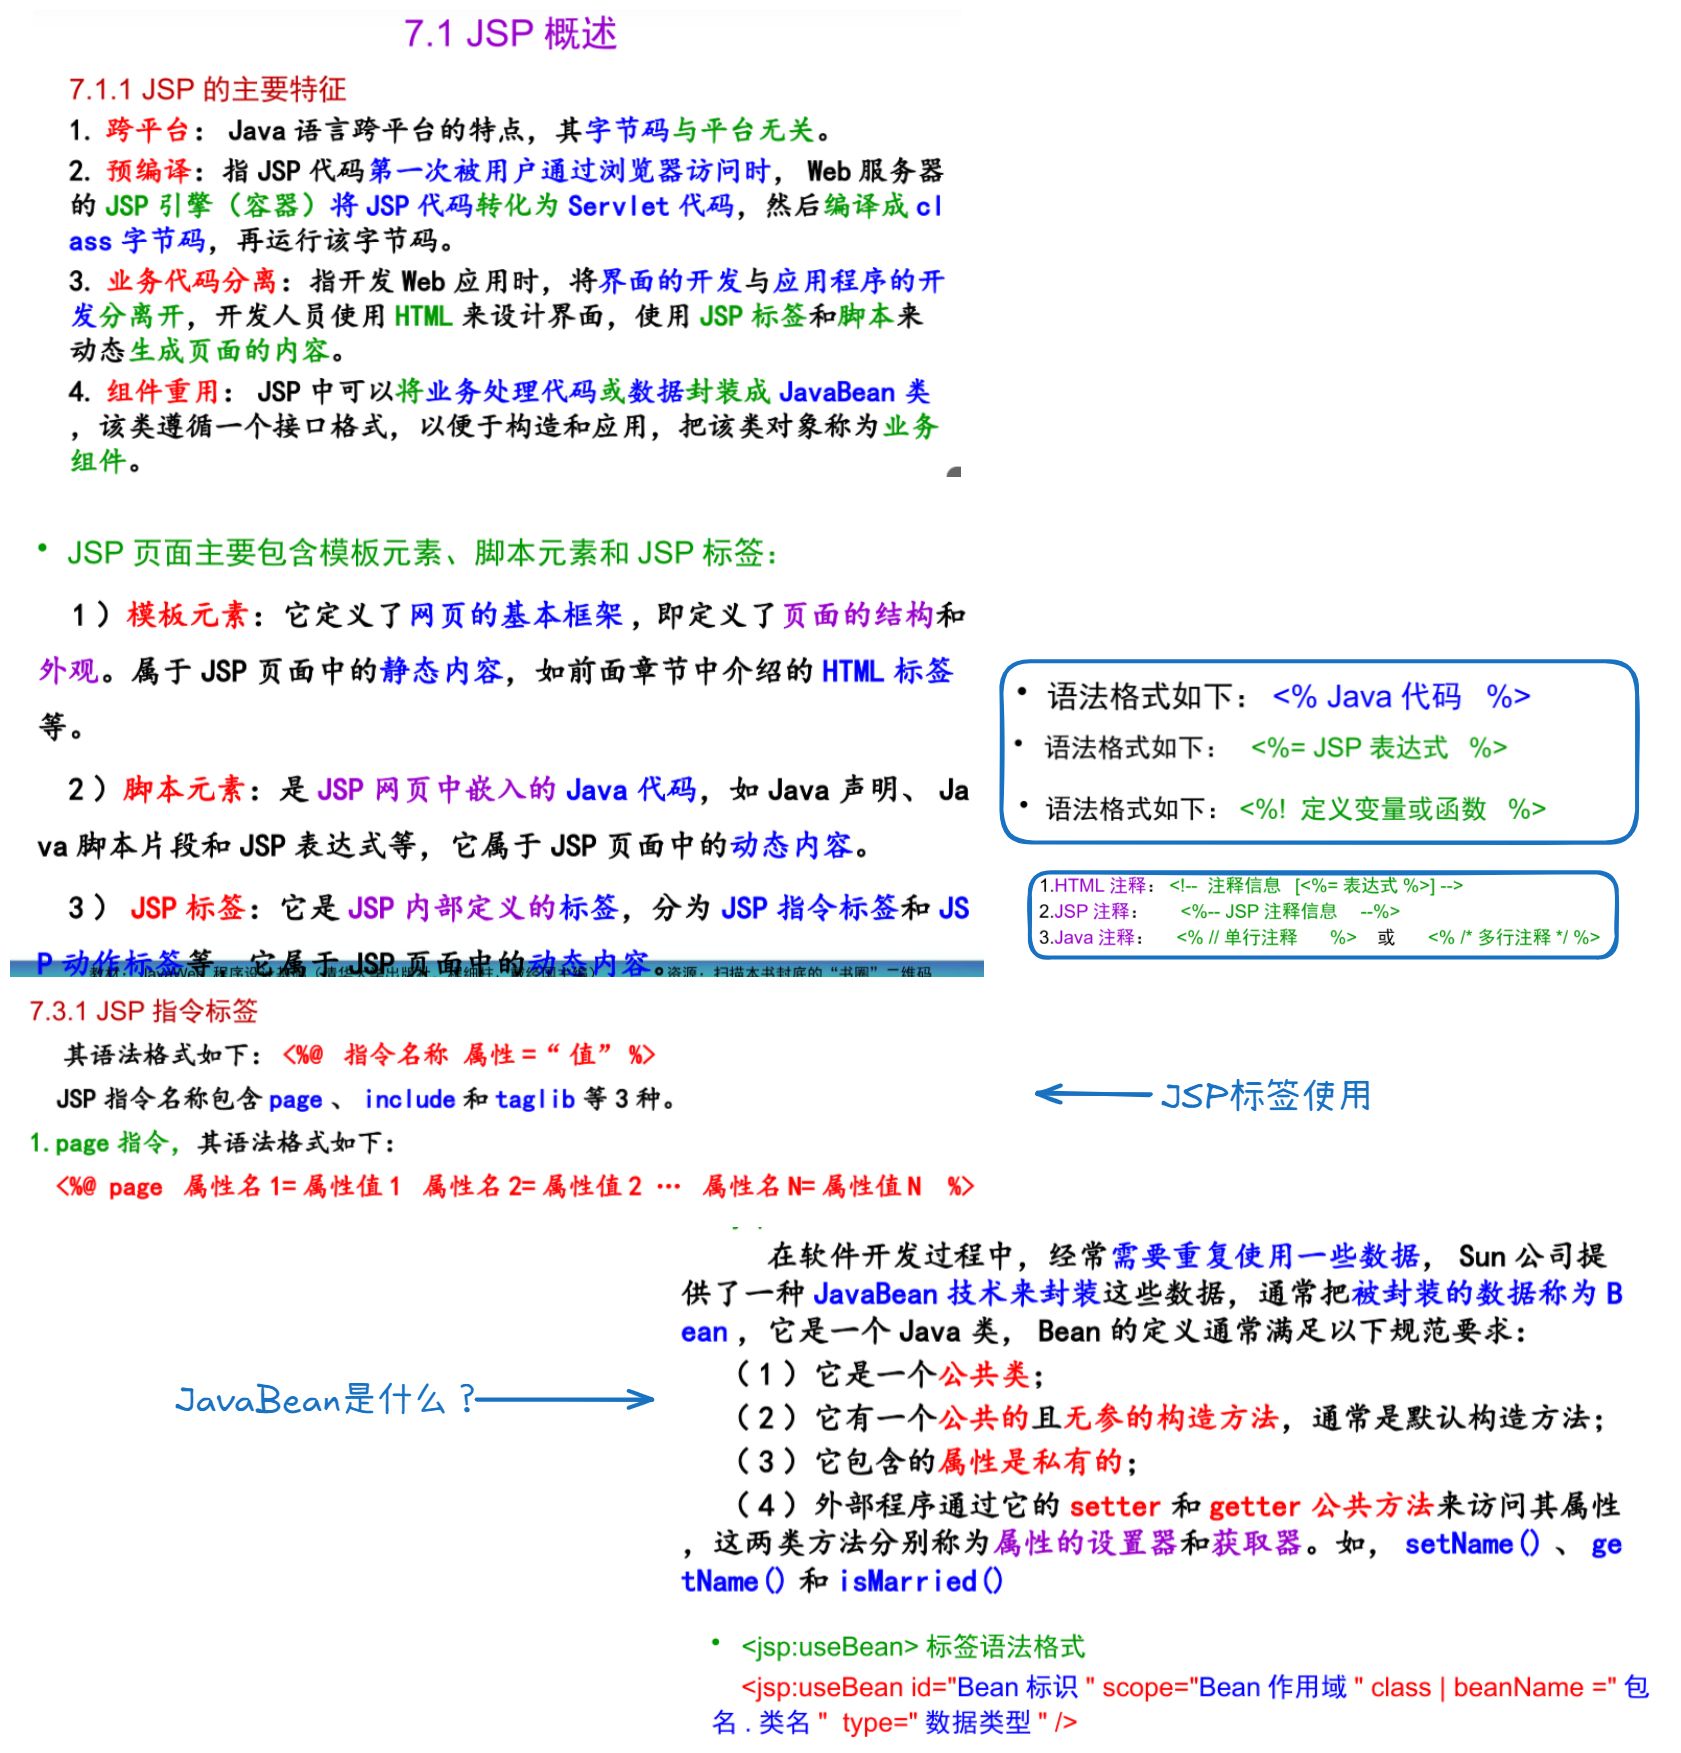 7.1 JSP 概述
7.1.1 JSP 的主要特征
1. 跨平台： Java 语言跨平台的特点，其字节码与平台无关。
2. 预编译：指 JSP 代码第一次被用户通过浏览器访问时， Web 服务器
的 JSP 引擎（容器）将 JSP 代码转化为 Servlet 代码，然后编译成 cl
ass 字节码，再运行该字节码。
3. 业务代码分离：指开发 Web 应用时，将界面的开发与应用程序的开
发分离开，开发人员使用 HTML 来设计界面，使用 JSP 标签和脚本来
动态生成页面的内容。
4. 组件重用： JSP 中可以将业务处理代码或数据封装成 JavaBean 类
，该类遵循一个接口格式，以便于构造和应用，把该类对象称为业务
组件。
• JSP 页面主要包含模板元素、脚本元素和 JSP 标签：
1）模板元素：它定义了网页的基本框架，即定义了页面的结构和
外观。属于 JSP 页面中的静态内容，如前面章节中介绍的 HTML 标签
等。
2）脚本元素：是 JSP 网页中嵌入的 Java 代码，如 Java 声明、 Ja
va 脚本片段和 JSP 表达式等，它属于 JSP 页面中的动态内容。
3） JSP 标签：它是 JSP 内部定义的标签，分为 JSP 指令标签和 JS
P 动作标签等，它属于 JSP 页面中的动态内容。
资源：扫描本书封底的“书圈”二维码
• 语法格式如下： <% Java 代码 %>
• 语法格式如下： <%= JSP 表达式 %>
• 语法格式如下：<%! 定义变量或函数 %>
1.HTML 注释： <!-- 注释信息 [<%= 表达式 %>] -->
2.JSP 注释： <%-- JSP 注释信息 --%>
3.Java 注释： <% // 单行注释 %> 或 <% /* 多行注释 */ %>
7.3.1 JSP 指令标签
其语法格式如下：<%@ 指令名称 属性 =“ 值” %>
JSP 指令名称包含 page 、 include 和 taglib 等 3 种。
1. page 指令，其语法格式如下：
<%@ page 属性名 1= 属性值 1 属性名 2= 属性值 2 … 属性名 N= 属性值 N %>
JSP标签使用
在软件开发过程中，经常需要重复使用一些数据， Sun 公司提
供了一种 JavaBean 技术来封装这些数据，通常把被封装的数据称为 B
ean ，它是一个 Java 类， Bean 的定义通常满足以下规范要求：
（1）它是一个公共类；
（2）它有一个公共的且无参的构造方法，通常是默认构造方法；
（3）它包含的属性是私有的；
（4）外部程序通过它的 setter 和 getter 公共方法来访问其属性
，这两类方法分别称为属性的设置器和获取器。如， setName() 、 ge
tName() 和 isMarried()
JavaBean是什么？
• <jsp:useBean> 标签语法格式
<jsp:useBean id="Bean 标识 " scope="Bean 作用域 " class | beanName =" 包
名 . 类名 " type=" 数据类型 " />